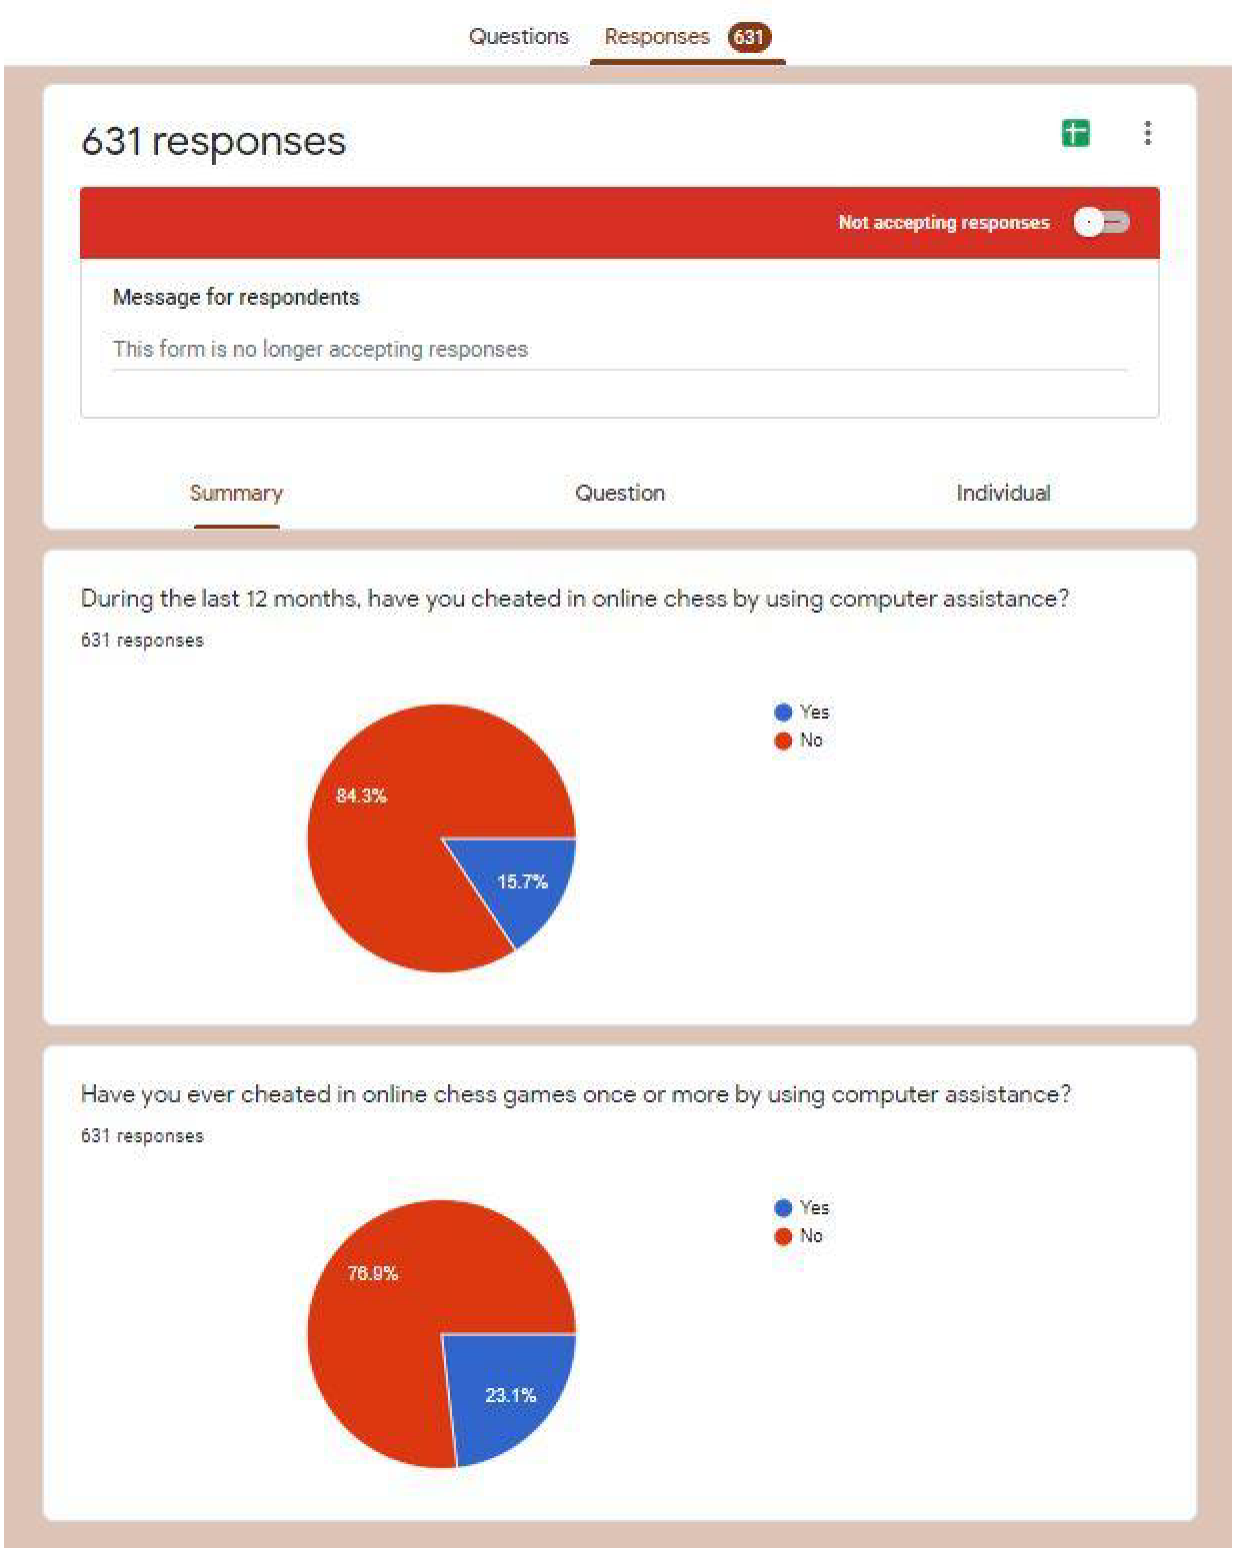 Questions Responses 631
631 responses
Not accepting responses
Message for respondents
This form is no longer accepting responses
Summary Question Individual
During the last 12 months, have you cheated in online chess by using computer assistance?
631 responses
Yes
No
84.3%
15.7%
Have you ever cheated in online chess games once or more by using computer assistance?
631 responses
Yes
No
76.9%
23.1%